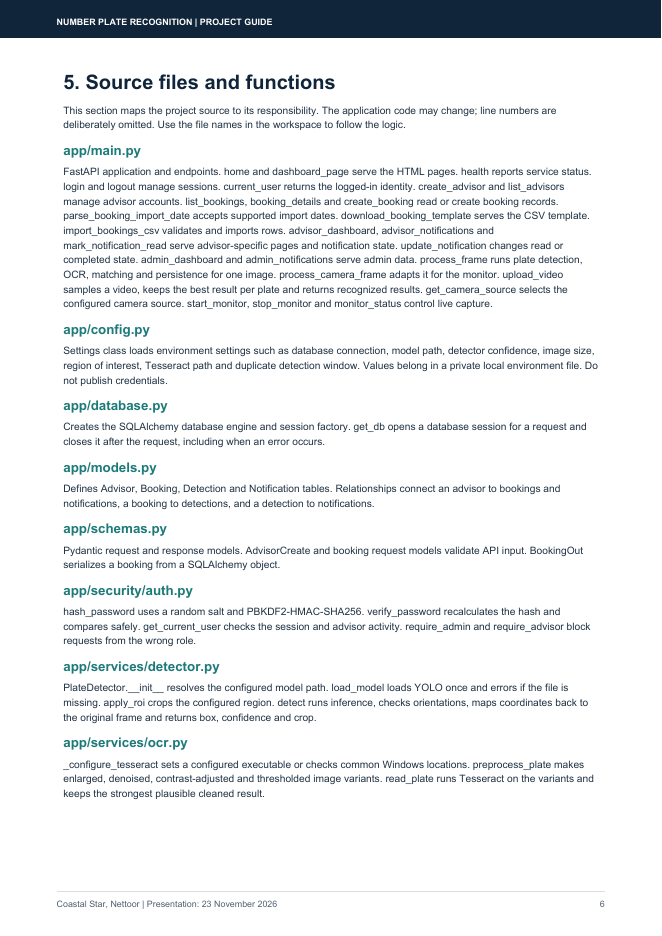 NUMBER PLATE RECOGNITION | PROJECT GUIDE
5. Source files and functions
This section maps the project source to its responsibility. The application code may change; line numbers are
deliberately omitted. Use the file names in the workspace to follow the logic.
app/main.py
FastAPI application and endpoints. home and dashboard_page serve the HTML pages. health reports service status.
login and logout manage sessions. current_user returns the logged-in identity. create_advisor and list_advisors
manage advisor accounts. list_bookings, booking_details and create_booking read or create booking records.
parse_booking_import_date accepts supported import dates. download_booking_template serves the CSV template.
import_bookings_csv validates and imports rows. advisor_dashboard, advisor_notifications and
mark_notification_read serve advisor-specific pages and notification state. update_notification changes read or
completed state. admin_dashboard and admin_notifications serve admin data. process_frame runs plate detection,
OCR, matching and persistence for one image. process_camera_frame adapts it for the monitor. upload_video
samples a video, keeps the best result per plate and returns recognized results. get_camera_source selects the
configured camera source. start_monitor, stop_monitor and monitor_status control live capture.
app/config.py
Settings class loads environment settings such as database connection, model path, detector confidence, image size,
region of interest, Tesseract path and duplicate detection window. Values belong in a private local environment file. Do
not publish credentials.
app/database.py
Creates the SQLAlchemy database engine and session factory. get_db opens a database session for a request and
closes it after the request, including when an error occurs.
app/models.py
Defines Advisor, Booking, Detection and Notification tables. Relationships connect an advisor to bookings and
notifications, a booking to detections, and a detection to notifications.
app/schemas.py
Pydantic request and response models. AdvisorCreate and booking request models validate API input. BookingOut
serializes a booking from a SQLAlchemy object.
app/security/auth.py
hash_password uses a random salt and PBKDF2-HMAC-SHA256. verify_password recalculates the hash and
compares safely. get_current_user checks the session and advisor activity. require_admin and require_advisor block
requests from the wrong role.
app/services/detector.py
PlateDetector.__init__ resolves the configured model path. load_model loads YOLO once and errors if the file is
missing. apply_roi crops the configured region. detect runs inference, checks orientations, maps coordinates back to
the original frame and returns box, confidence and crop.
app/services/ocr.py
_configure_tesseract sets a configured executable or checks common Windows locations. preprocess_plate makes
enlarged, denoised, contrast-adjusted and thresholded image variants. read_plate runs Tesseract on the variants and
keeps the strongest plausible cleaned result.
Coastal Star, Nettoor | Presentation: 23 November 2026
6